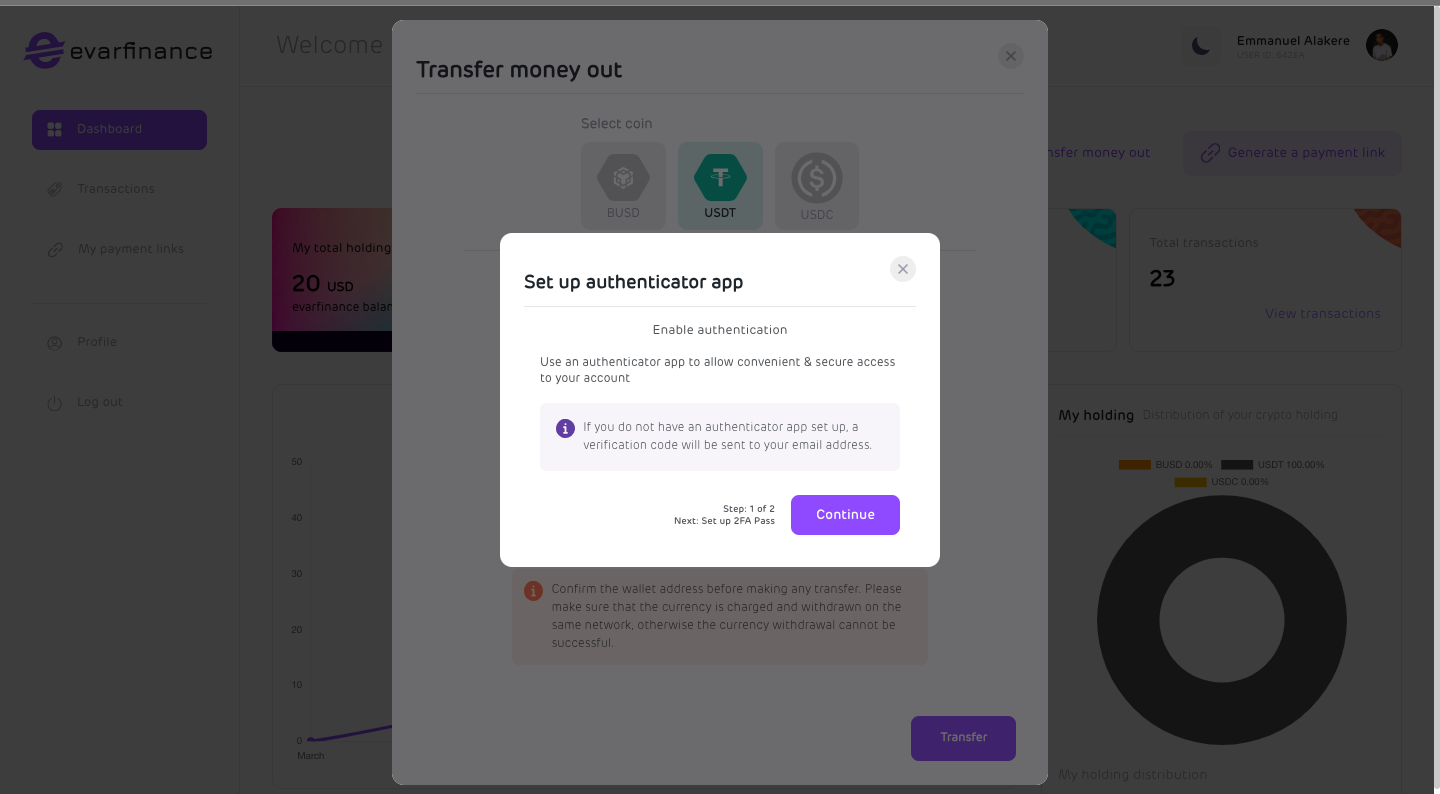 evarfinance
Welcome
Emmanuel Alakere
Dashboard
Transactions
My payment links
Profile
Log out
nsfer money out
Generate a payment link
My total holding
20 USD
evarfinance balan
Total transactions
23
View transactions
50
40
30
20
10
0
March
My holding Distribution of your crypto holding
BUSD 0.00% USDT 100.00%
USDC 0.00%
My holding distribution
Transfer money out
Select coin
BUSD
USDT
USDC
Set up authenticator app
Enable authentication
Use an authenticator app to allow convenient & secure access
to your account
If you do not have an authenticator app set up, a
verification code will be sent to your email address.
Step: 1 of 2
Next: Set up 2FA Pass
Continue
Confirm the wallet address before making any transfer. Please
make sure that the currency is charged and withdrawn on the
same network, otherwise the currency withdrawal cannot be
successful.
Transfer